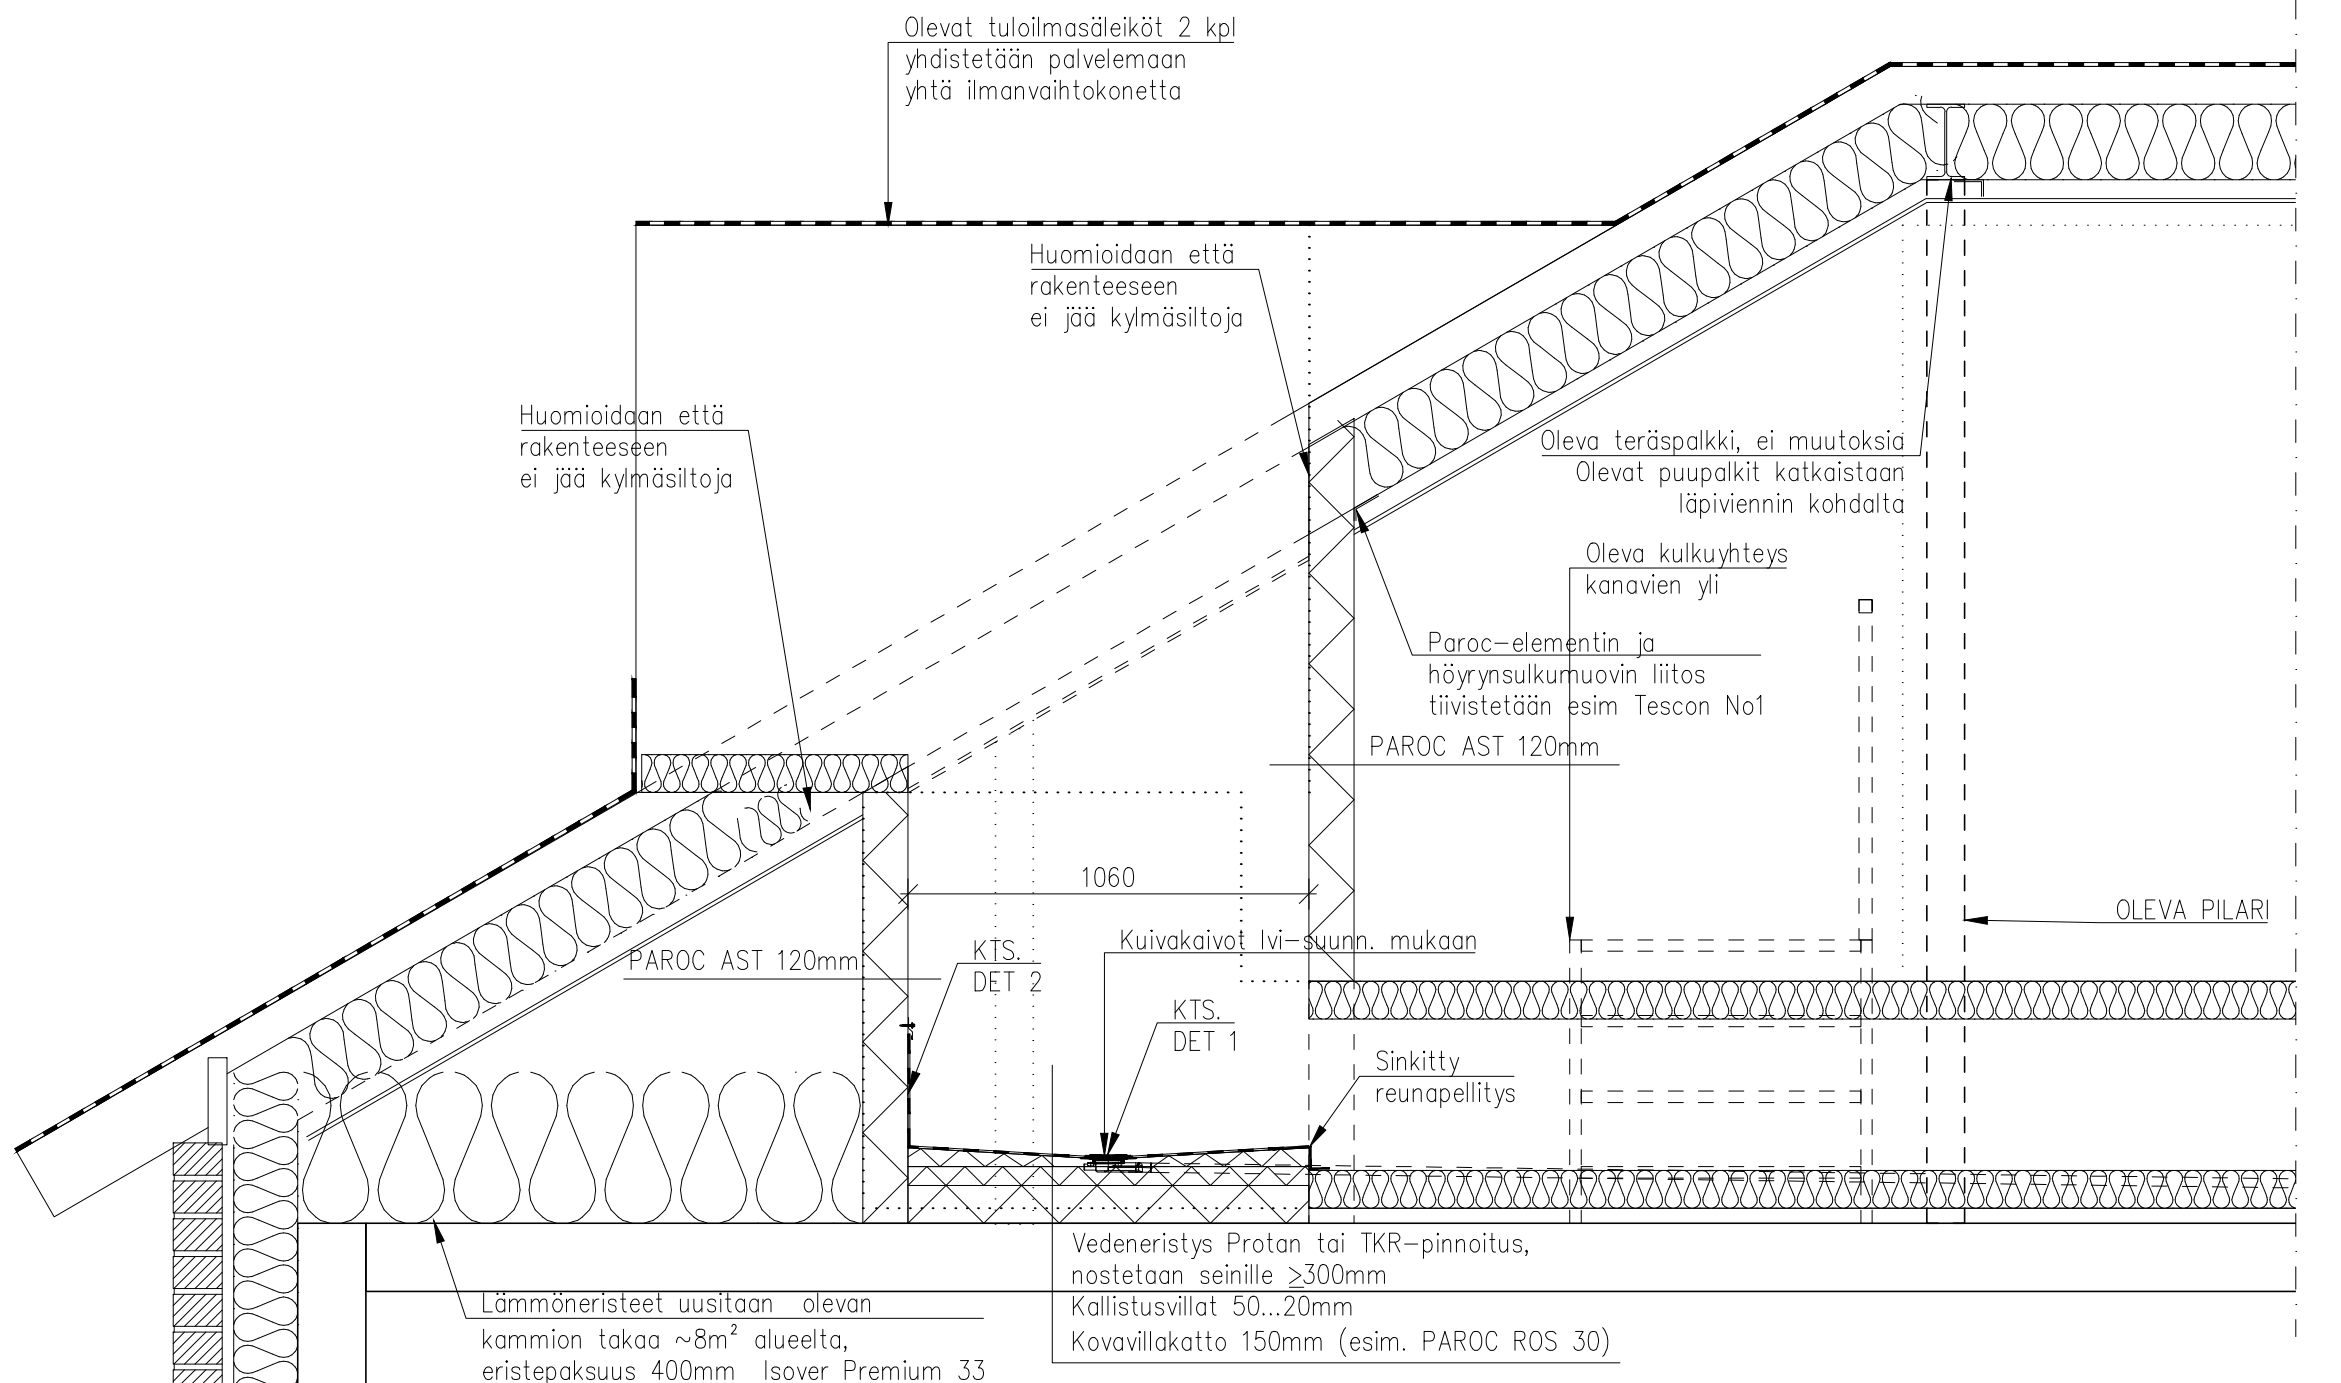 Olevat tuloilmasäleiköt 2 kpl
yhdistetään palvelemaan
yhtä ilmanvaihtokonetta
Huomioidaan että
rakenteeseen
ei jää kylmäsiltoja
Huomioidaan että
rakenteeseen
ei jää kylmäsiltoja
Oleva teräspalkki, ei muutoksia
Olevat puupalkit katkaistaan
läpiviennin kohdalta
Oleva kulkuyhteys
kanavien yli
Paroc-elementin ja
höyrynsulkumuovin liitos
tiivistetään esim Tescon No1
PAROC AST 120mm
1060
OLEVA PILARI
Kuivakaivot lvi-suunn. mukaan
PAROC AST 120mm
KTS.
DET 2
KTS.
DET 1
Sinkitty
reunapellitys
Vedeneristys Protan tai TKR-pinnoitus,
nostetaan seinille ≥300mm
Kallistusvillat 50...20mm
Kovavillakatto 150mm (esim. PAROC ROS 30)
Lämmöneristeet uusitaan olevan
kammion takaa ~8m² alueelta,
eristepaksuus 400mm Isover Premium 33